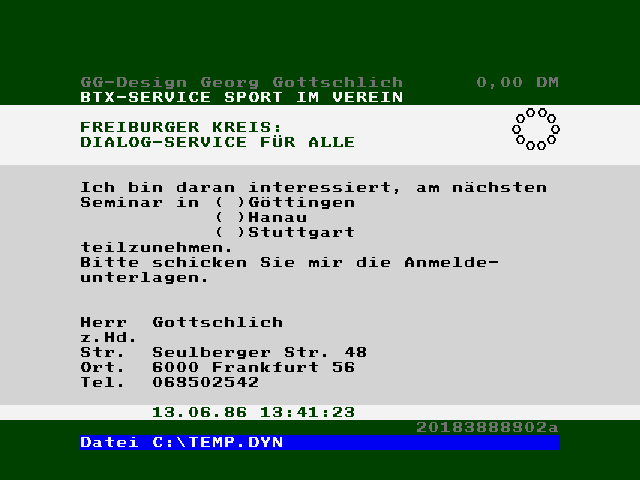 GG-Design Georg Gottschlich      0,00 DM
BTX-SERVICE SPORT IM VEREIN
FREIBURGER KREIS:
DIALOG-SERVICE FÜR ALLE
Ich bin daran interessiert, am nächsten
Seminar in ( )Göttingen
( )Hanau
( )Stuttgart
teilzunehmen.
Bitte schicken Sie mir die Anmelde-
unterlagen.
Herr  Gottschlich
z.Hd.
Str.  Seulberger Str. 48
Ort.  6000 Frankfurt 56
Tel.  069502542
13.06.86 13:41:23
20183888802a
Datei C:\TEMP.DYN